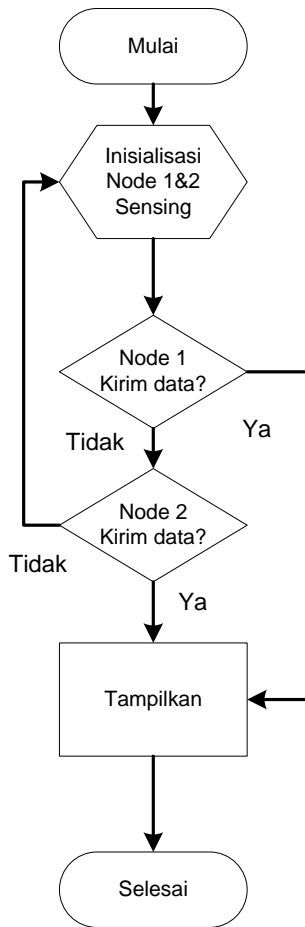 Mulai
Inisialisasi
Node 1&2
Sensing
Node 1
Kirim data?
Ya
Tidak
Node 2
Kirim data?
Tidak
Ya
Tampilkan
Selesai